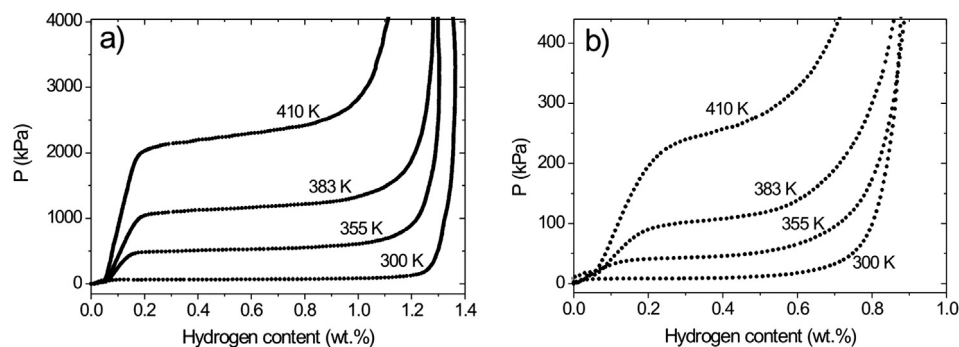 a)
P (kPa)
4000
3000
2000
1000
0
410 K
383 K
355 K
300 K
0.0 0.2 0.4 0.6 0.8 1.0 1.2 1.4
Hydrogen content (wt.%)
b)
P (kPa)
400
300
200
100
0
410 K
383 K
355 K
300 K
0.0 0.2 0.4 0.6 0.8 1.0
Hydrogen content (wt.%)